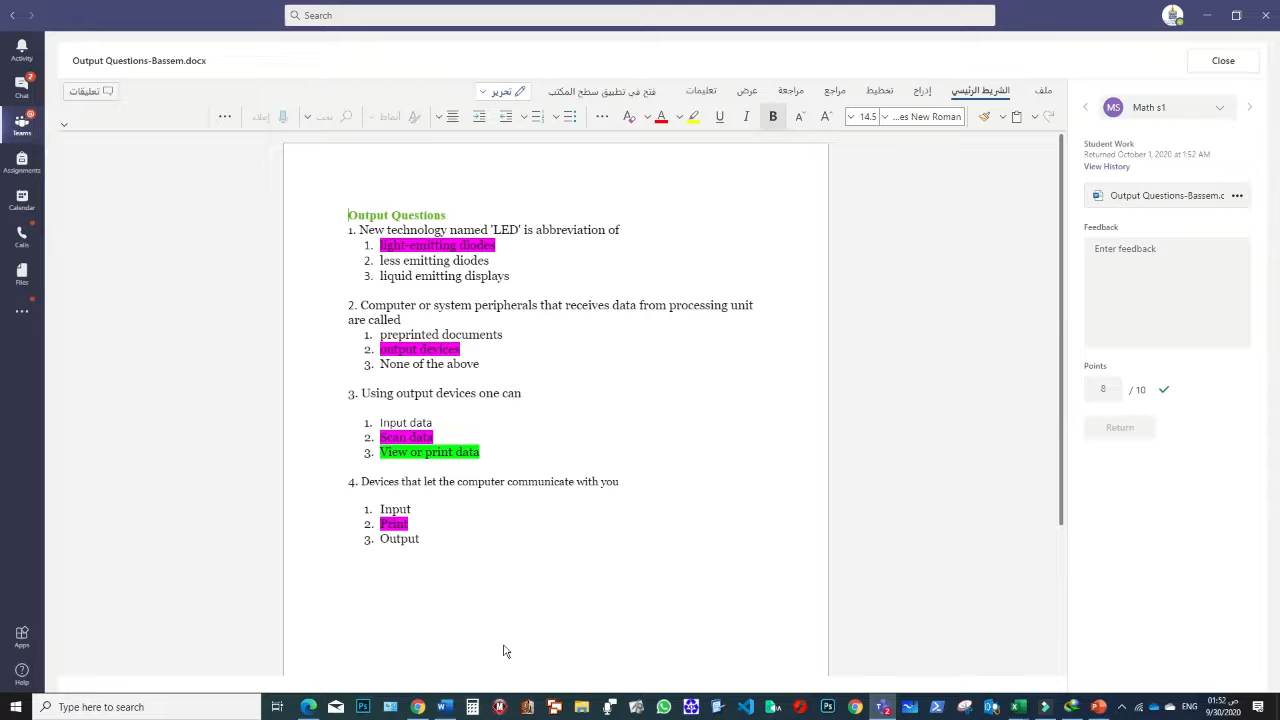 Search
Activity
Chat
2
Teams
Assignments
Calendar
Calls
Files
Apps
Help
Output Questions-Bassem.docx
Close
ملف
الشريط الرئيسي
إدراج
تخطيط
مراجع
مراجعة
عرض
تعليمات
فتح في تطبيق سطح المكتب
تحرير
تعليقات
...es New Roman
14.5
B
I
U
A
أنماط
بحث
إملاء
Output Questions
1. New technology named 'LED' is abbreviation of
1. light-emitting diodes
2. less emitting diodes
3. liquid emitting displays
2. Computer or system peripherals that receives data from processing unit
are called
1. preprinted documents
2. output devices
3. None of the above
3. Using output devices one can
1. Input data
2. Scan data
3. View or print data
4. Devices that let the computer communicate with you
1. Input
2. Print
3. Output
MS
Math s1
Student Work
Returned October 1, 2020 at 1:52 AM
View History
Output Questions-Bassem.c
Feedback
Enter feedback
Points
8
/ 10
Return
Type here to search
01:52
9/30/2020